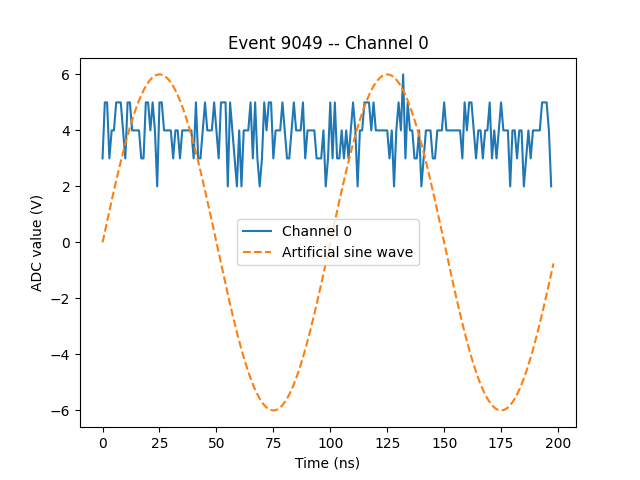 Event 9049 -- Channel 0
6
4
2
0
−2
−4
−6
ADC value (V)
Channel 0
Artificial sine wave
0 25 50 75 100 125 150 175 200
Time (ns)